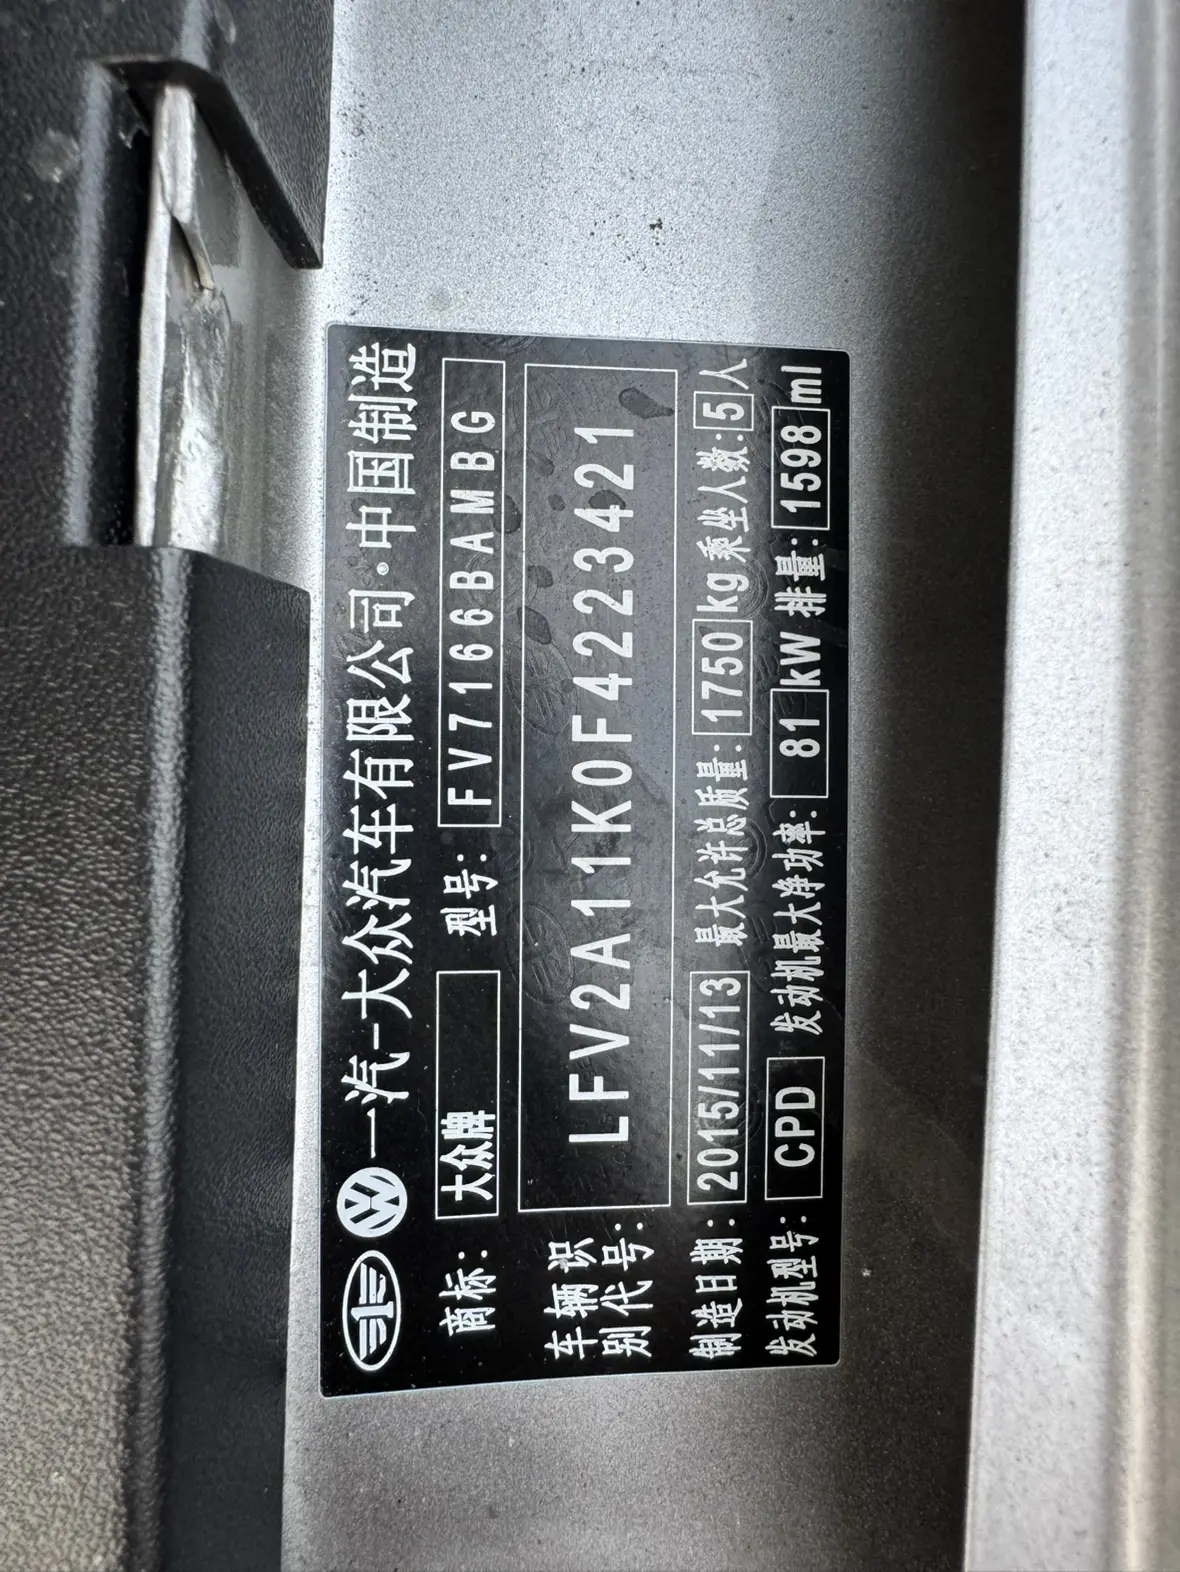 一汽-大众汽车有限公司·中国制造
商标: 大众牌 型号: FV7166BAMBG
车辆识别代号: LFV2A11K0F4223421
制造日期: 2015/11/13 最大允许总质量: 1750 kg 乘坐人数: 5 人
发动机型号: CPD 发动机最大净功率: 81 kW 排量: 1598 ml